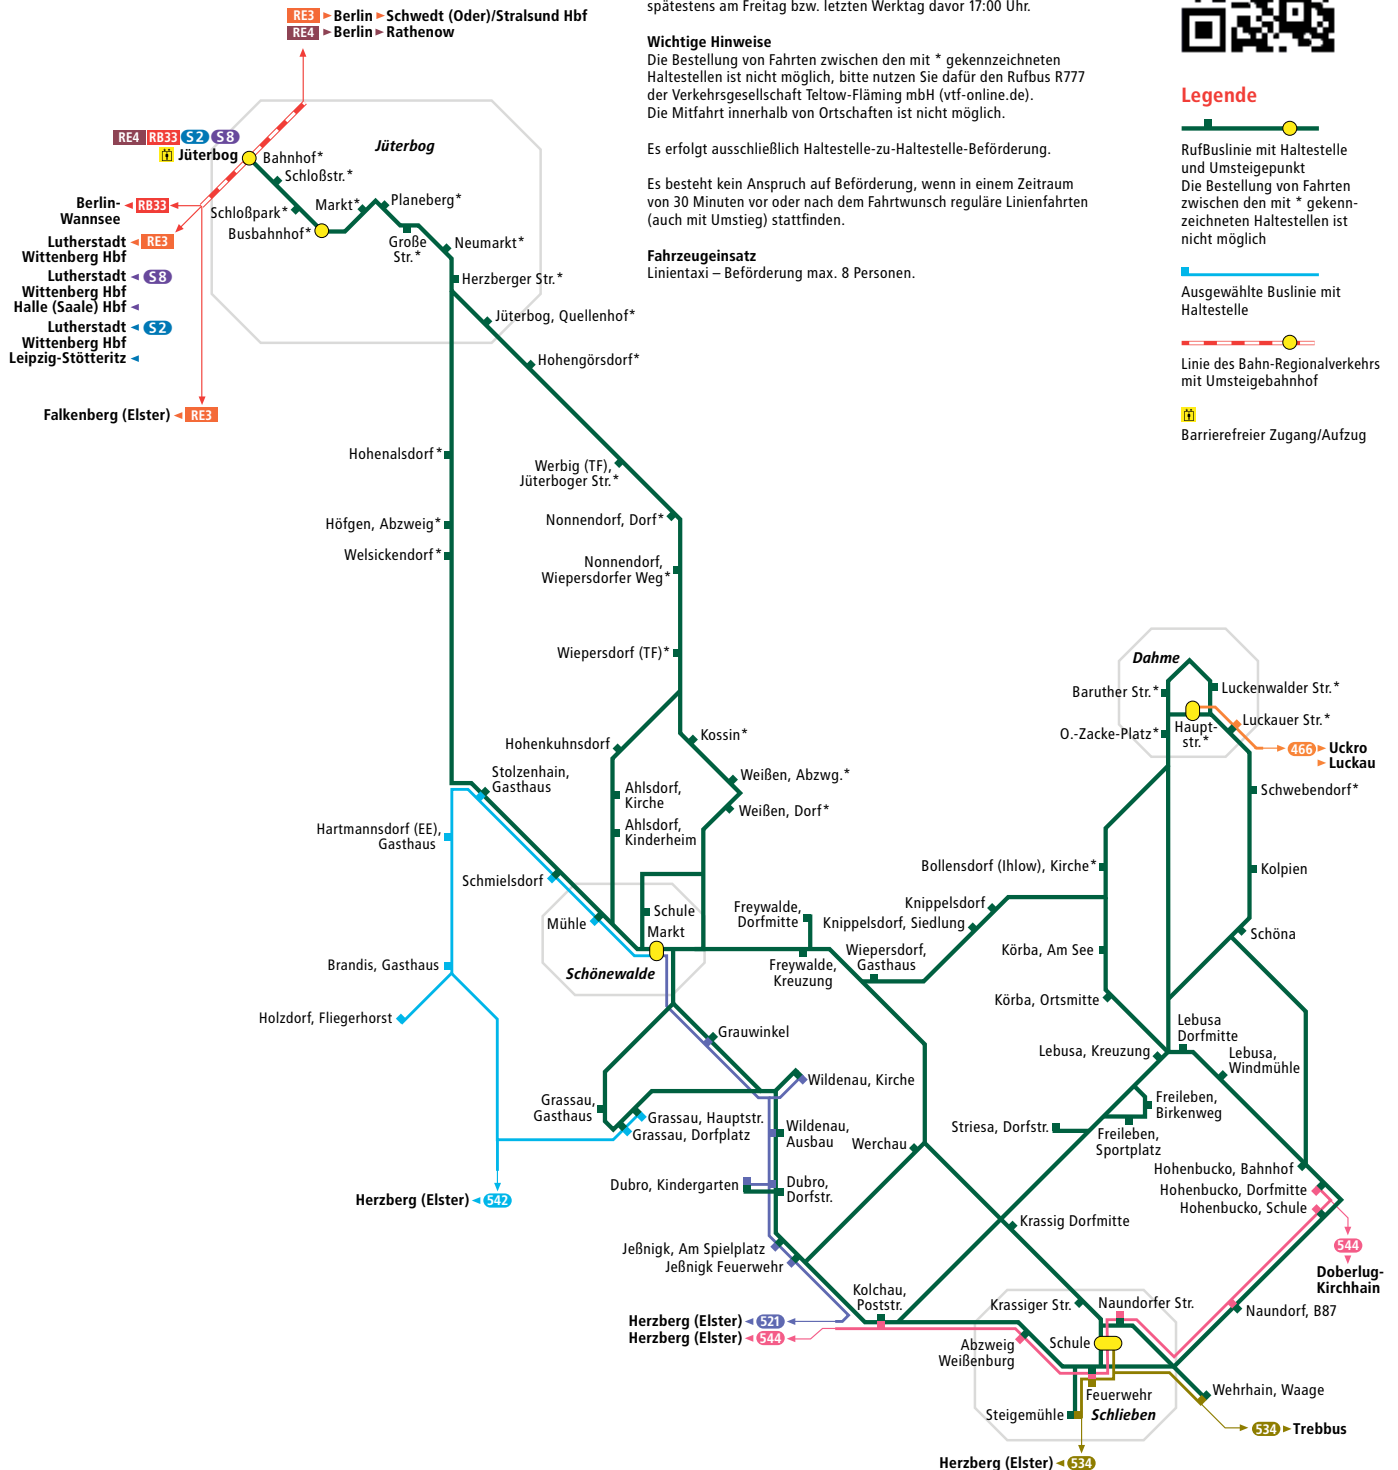 RE3 Berlin Schwedt (Oder)/Stralsund Hbf
RE4 Berlin Rathenow
spätestens am Freitag bzw. letzten Werktag davor 17:00 Uhr.
Wichtige Hinweise
Die Bestellung von Fahrten zwischen den mit * gekennzeichneten
Haltestellen ist nicht möglich, bitte nutzen Sie dafür den Rufbus R777
der Verkehrsgesellschaft Teltow-Fläming mbH (vtf-online.de).
Die Mitfahrt innerhalb von Ortschaften ist nicht möglich.
Es erfolgt ausschließlich Haltestelle-zu-Haltestelle-Beförderung.
Es besteht kein Anspruch auf Beförderung, wenn in einem Zeitraum
von 30 Minuten vor oder nach dem Fahrtwunsch reguläre Linienfahrten
(auch mit Umstieg) stattfinden.
Fahrzeugeinsatz
Linientaxi – Beförderung max. 8 Personen.
Legende
RufBuslinie mit Haltestelle
und Umsteigepunkt
Die Bestellung von Fahrten
zwischen den mit * gekenn-
zeichneten Haltestellen ist
nicht möglich
Ausgewählte Buslinie mit
Haltestelle
Linie des Bahn-Regionalverkehrs
mit Umsteigebahnhof
Barrierefreier Zugang/Aufzug
RE4 RB33 S2 S8
Jüterbog
Jüterbog
Bahnhof*
Schloßstr.*
Schloßpark*
Busbahnhof*
Markt*
Planeberg*
Große
Str.*
Neumarkt*
Herzberger Str.*
Berlin-
Wannsee
RB33
Lutherstadt
Wittenberg Hbf
RE3
Lutherstadt
Wittenberg Hbf
Halle (Saale) Hbf
S8
Lutherstadt
Wittenberg Hbf
Leipzig-Stötteritz
S2
Falkenberg (Elster) RE3
Jüterbog, Quellenhof*
Hohengörsdorf*
Werbig (TF),
Jüterboger Str.*
Nonnendorf, Dorf*
Nonnendorf,
Wiepersdorfer Weg*
Wiepersdorf (TF)*
Hohenalsdorf*
Höfgen, Abzweig*
Welsickendorf*
Hohenkuhnsdorf
Kossin*
Weißen, Abzwg.*
Weißen, Dorf*
Ahlsdorf,
Kirche
Ahlsdorf,
Kinderheim
Stolzenhain,
Gasthaus
Hartmannsdorf (EE),
Gasthaus
Schmielsdorf
Mühle
Schule
Markt
Schönewalde
Brandis, Gasthaus
Holzdorf, Fliegerhorst
Freywalde,
Dorfmitte
Freywalde,
Kreuzung
Wiepersdorf,
Gasthaus
Knippelsdorf, Siedlung
Knippelsdorf
Bollensdorf (Ihlow), Kirche*
Körba, Am See
Körba, Ortsmitte
Dahme
Baruther Str.*
Luckenwalder Str.*
O.-Zacke-Platz*
Haupt-
str.*
Luckauer Str.*
466 Uckro
Luckau
Schwebendorf*
Kolpien
Schöna
Lebusa, Kreuzung
Lebusa
Dorfmitte
Lebusa,
Windmühle
Freileben,
Birkenweg
Freileben,
Sportplatz
Striesa, Dorfstr.
Grauwinkel
Wildenau, Kirche
Wildenau,
Ausbau
Grassau,
Gasthaus
Grassau, Hauptstr.
Grassau, Dorfplatz
Dubro, Kindergarten
Dubro,
Dorfstr.
Werchau
Herzberg (Elster) 542
Jeßnigk, Am Spielplatz
Jeßnigk Feuerwehr
Kolchau,
Poststr.
Herzberg (Elster) 521
Herzberg (Elster) 544
Hohenbucko, Bahnhof
Hohenbucko, Dorfmitte
Hohenbucko, Schule
544
Doberlug-
Kirchhain
Krassig Dorfmitte
Krassiger Str.
Naundorfer Str.
Naundorf, B87
Schule
Abzweig
Weißenburg
Feuerwehr
Steigemühle
Schlieben
Wehrhain, Waage
534 Trebbus
Herzberg (Elster) 534